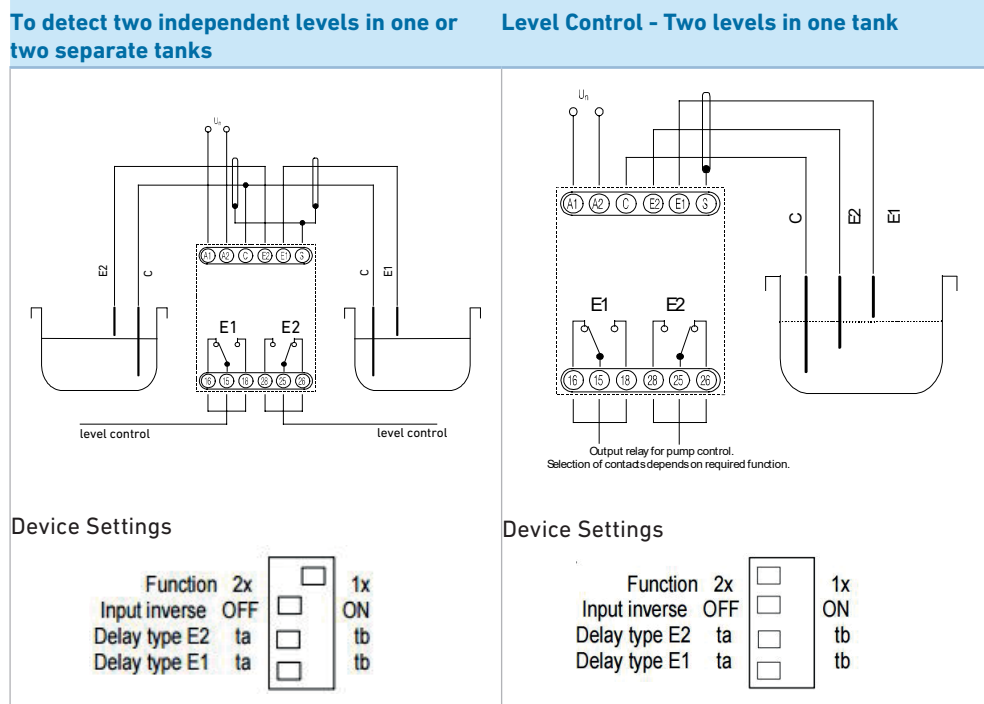 To detect two independent levels in one or
two separate tanks
Un
E2
C
C
E1
A1 A2 C E2 E1 S
E1 E2
16 15 18 28 25 26
level control
level control
Device Settings
Function 2x 1x
Input inverse OFF ON
Delay type E2 ta tb
Delay type E1 ta tb
Level Control - Two levels in one tank
Un
A1 A2 C E2 E1 S
C
E2
E1
E1 E2
16 15 18 28 25 26
Output relay for pump control.
Selection of contacts depends on required function.
Device Settings
Function 2x 1x
Input inverse OFF ON
Delay type E2 ta tb
Delay type E1 ta tb